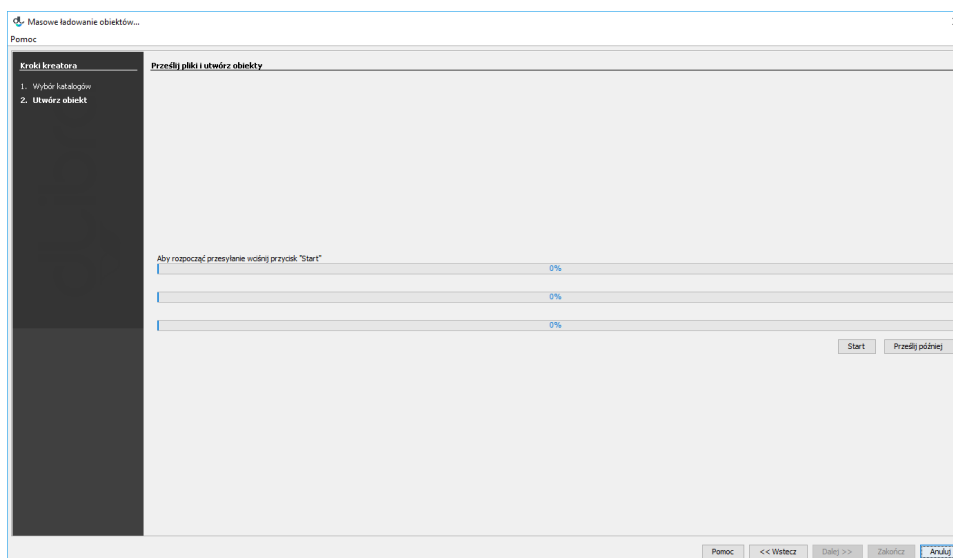 Masowe ładowanie obiektów...
Pomoc
Kroki kreatora
1. Wybór katalogów
2. Utwórz obiekt
Prześlij pliki i utwórz obiekty
Aby rozpocząć przesyłanie wciśnij przycisk "Start"
0%
0%
0%
Start Prześlij później
Pomoc << Wstecz Dalej >> Zakończ Anuluj